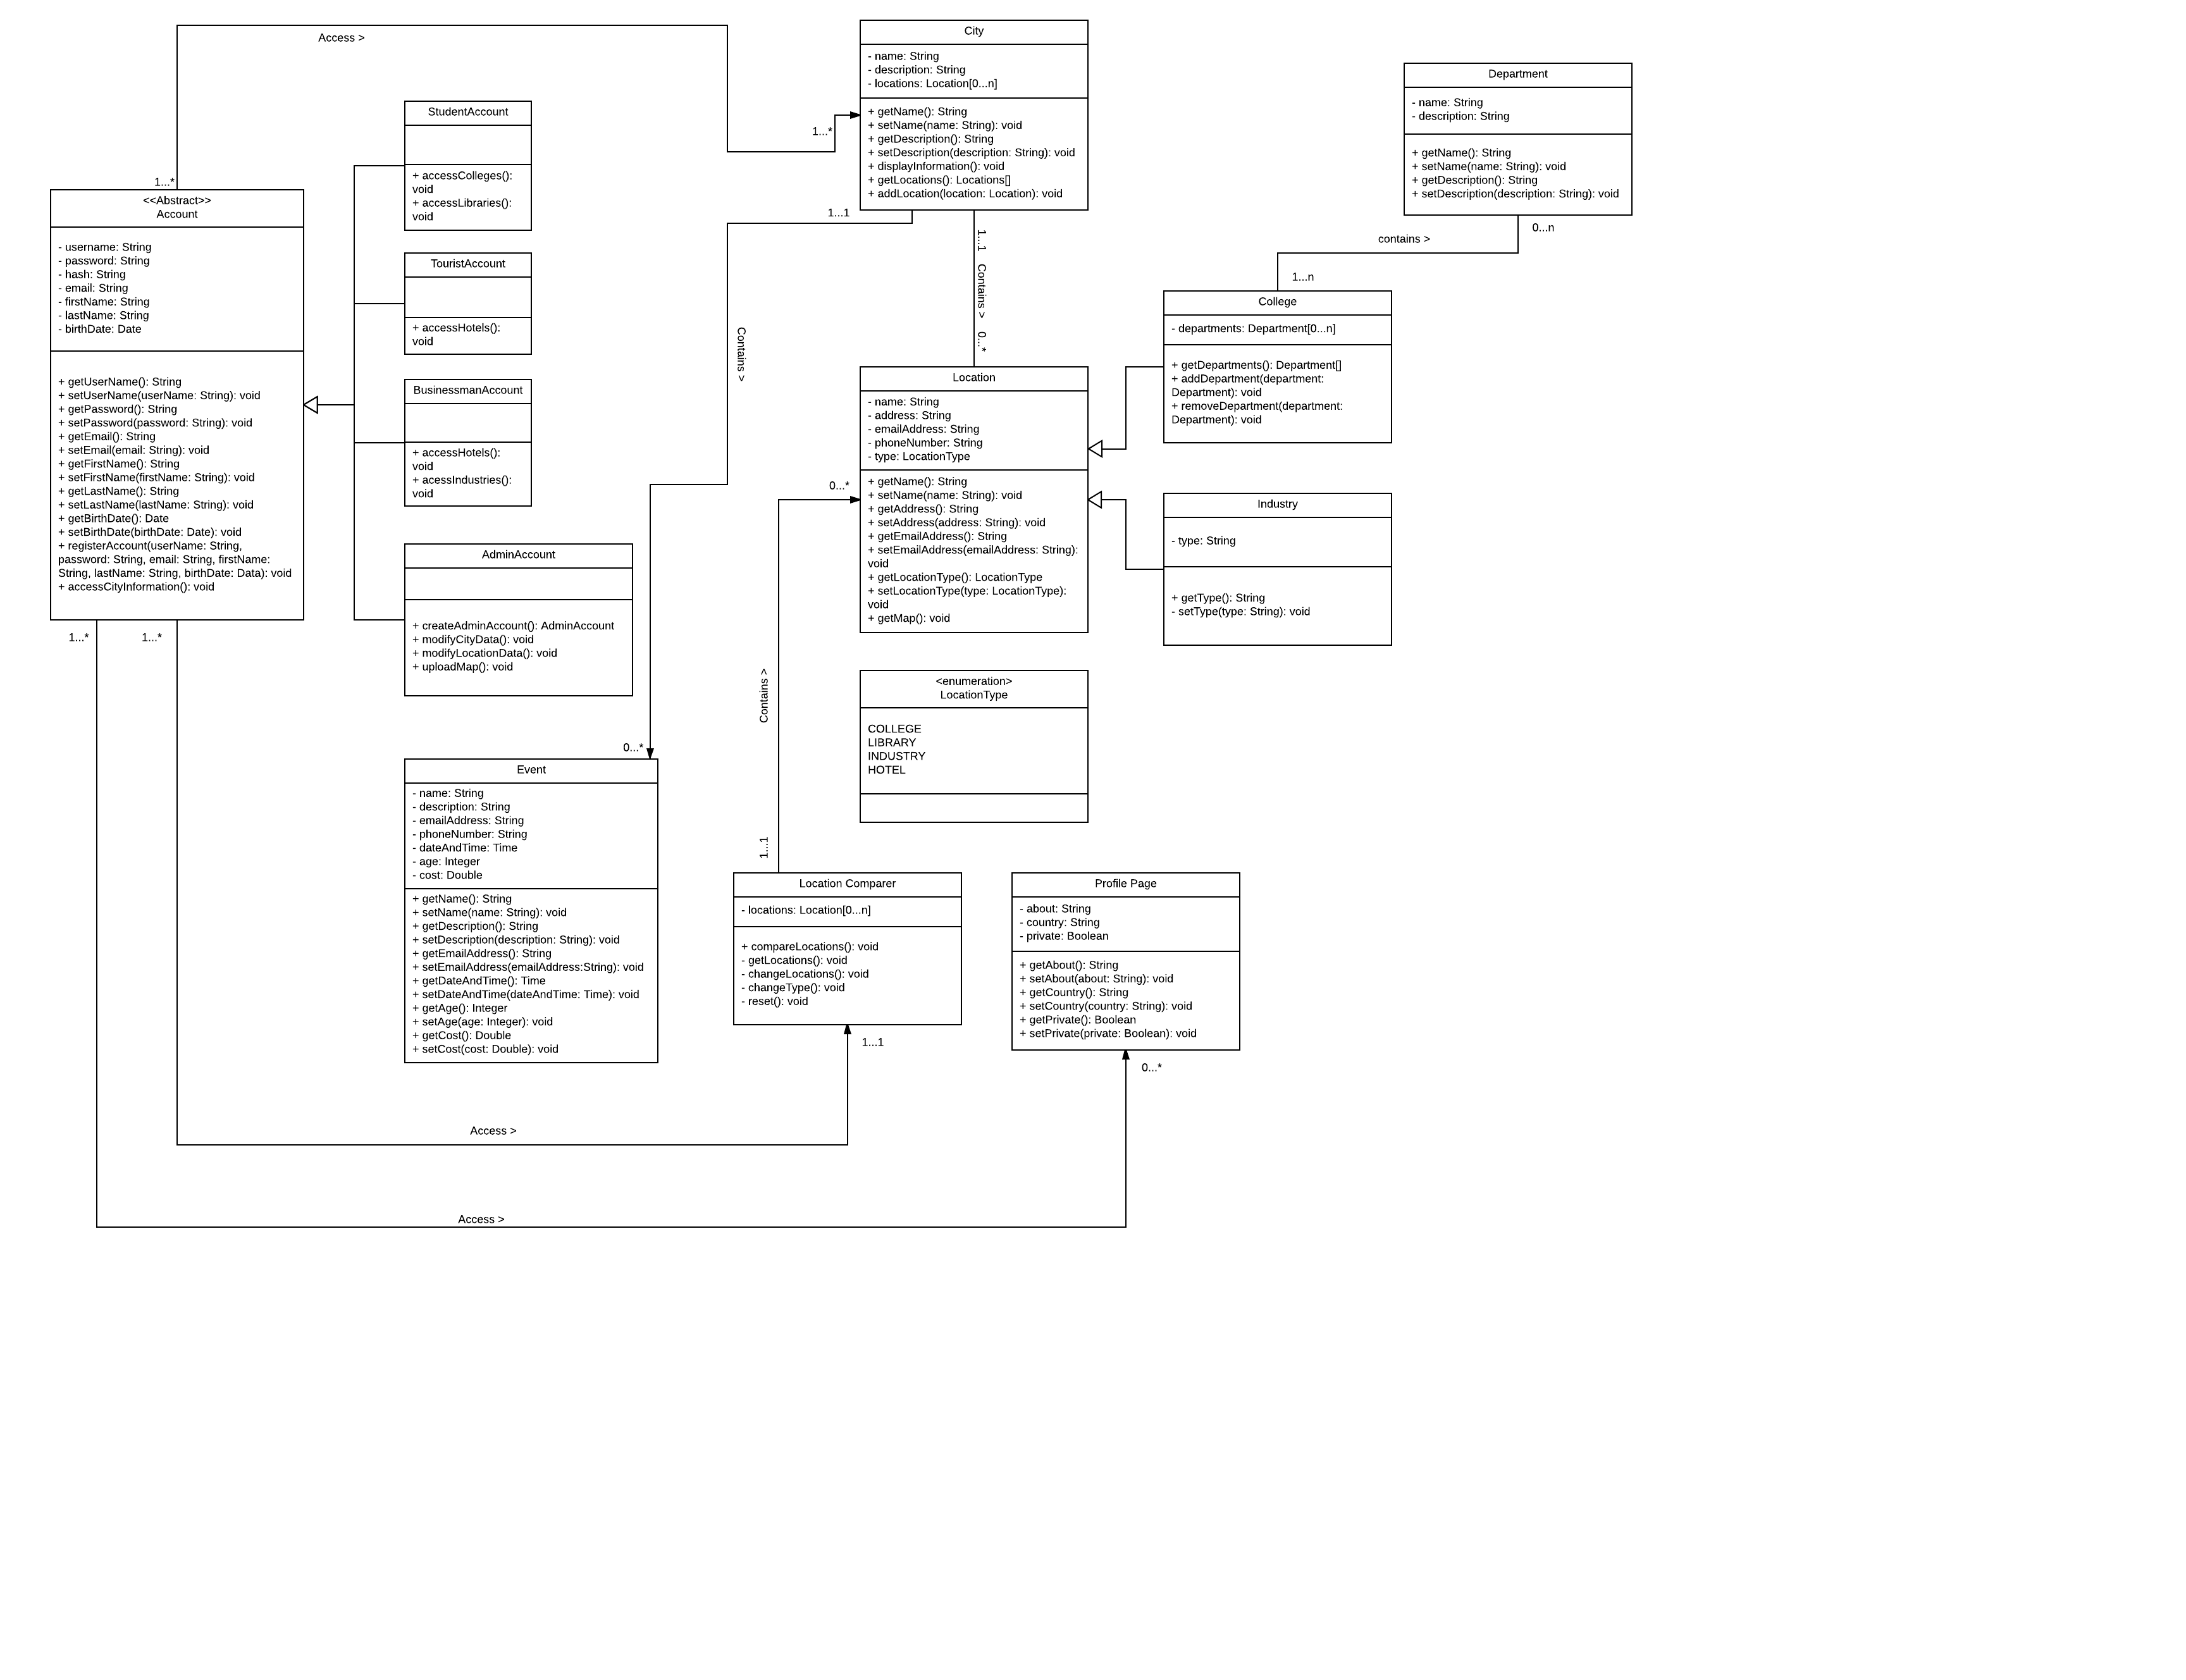 Access >
1...*
1...*
<<Abstract>>
Account
- username: String
- password: String
- hash: String
- email: String
- firstName: String
- lastName: String
- birthDate: Date
+ getUserName(): String
+ setUserName(userName: String): void
+ getPassword(): String
+ setPassword(password: String): void
+ getEmail(): String
+ setEmail(email: String): void
+ getFirstName(): String
+ setFirstName(firstName: String): void
+ getLastName(): String
+ setLastName(lastName: String): void
+ getBirthDate(): Date
+ setBirthDate(birthDate: Date): void
+ registerAccount(userName: String,
password: String, email: String, firstName:
String, lastName: String, birthDate: Data): void
+ accessCityInformation(): void
1...*
1...*
StudentAccount
+ accessColleges():
void
+ accessLibraries():
void
TouristAccount
+ accessHotels():
void
BusinessmanAccount
+ accessHotels():
void
+ acessIndustries():
void
AdminAccount
+ createAdminAccount(): AdminAccount
+ modifyCityData(): void
+ modifyLocationData(): void
+ uploadMap(): void
City
- name: String
- description: String
- locations: Location[0...n]
+ getName(): String
+ setName(name: String): void
+ getDescription(): String
+ setDescription(description: String): void
+ displayInformation(): void
+ getLocations(): Locations[]
+ addLocation(location: Location): void
1...1
Contains >
0...*
1...1
Contains >
0...*
Department
- name: String
- description: String
+ getName(): String
+ setName(name: String): void
+ getDescription(): String
+ setDescription(description: String): void
0...n
contains >
1...n
College
- departments: Department[0...n]
+ getDepartments(): Department[]
+ addDepartment(department:
Department): void
+ removeDepartment(department:
Department): void
Location
- name: String
- address: String
- emailAddress: String
- phoneNumber: String
- type: LocationType
+ getName(): String
+ setName(name: String): void
+ getAddress(): String
+ setAddress(address: String): void
+ getEmailAddress(): String
+ setEmailAddress(emailAddress: String):
void
+ getLocationType(): LocationType
+ setLocationType(type: LocationType):
void
+ getMap(): void
Industry
- type: String
+ getType(): String
- setType(type: String): void
0...*
Contains >
1...1
<enumeration>
LocationType
COLLEGE
LIBRARY
INDUSTRY
HOTEL
Event
- name: String
- description: String
- emailAddress: String
- phoneNumber: String
- dateAndTime: Time
- age: Integer
- cost: Double
+ getName(): String
+ setName(name: String): void
+ getDescription(): String
+ setDescription(description: String): void
+ getEmailAddress(): String
+ setEmailAddress(emailAddress:String): void
+ getDateAndTime(): Time
+ setDateAndTime(dateAndTime: Time): void
+ getAge(): Integer
+ setAge(age: Integer): void
+ getCost(): Double
+ setCost(cost: Double): void
Location Comparer
- locations: Location[0...n]
+ compareLocations(): void
- getLocations(): void
- changeLocations(): void
- changeType(): void
- reset(): void
1...1
Profile Page
- about: String
- country: String
- private: Boolean
+ getAbout(): String
+ setAbout(about: String): void
+ getCountry(): String
+ setCountry(country: String): void
+ getPrivate(): Boolean
+ setPrivate(private: Boolean): void
0...*
Access >
Access >